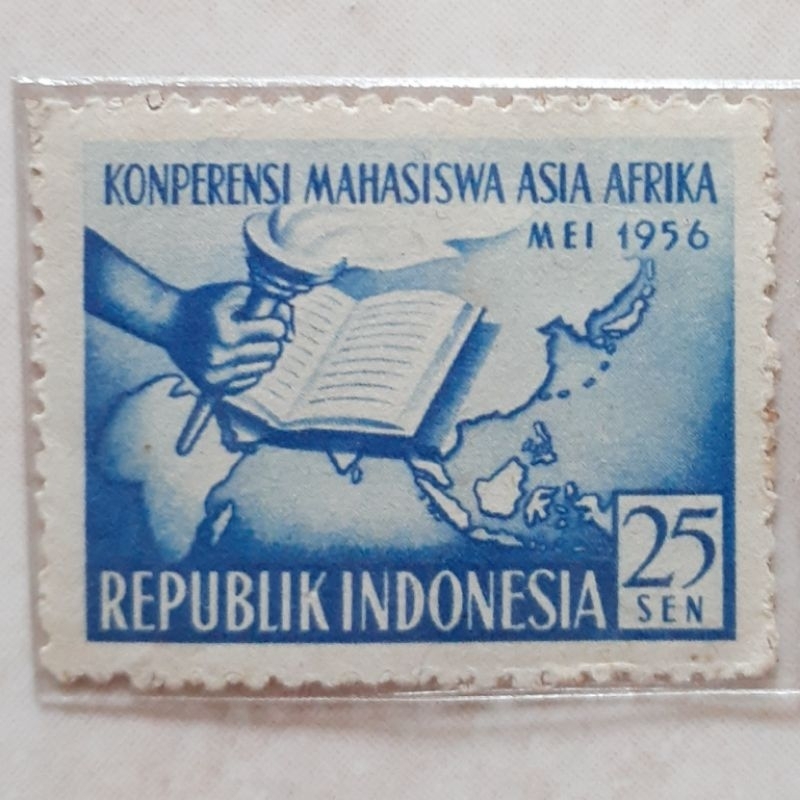 KONPERENSI MAHASISWA ASIA AFRIKA
MEI 1956
REPUBLIK INDONESIA
25
SEN